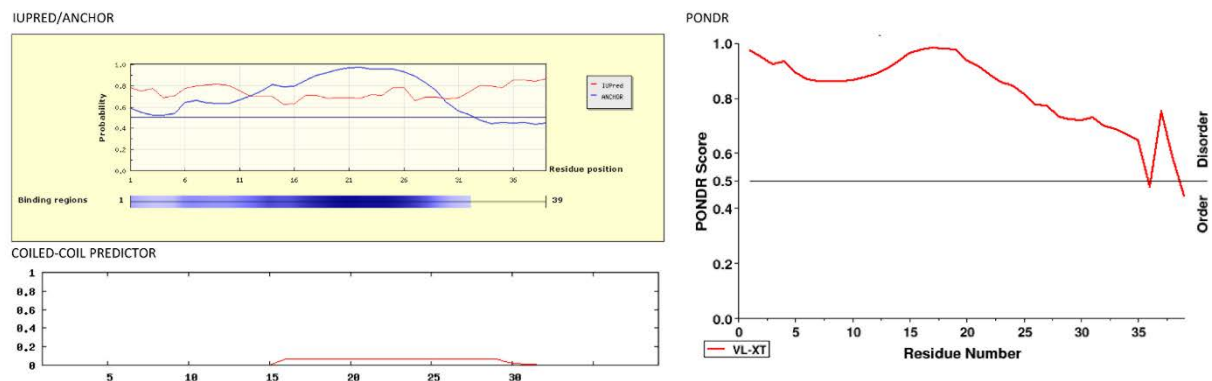 IUPRED/ANCHOR
1.0
0.8
0.6
0.4
0.2
0.0
Probability
1 6 11 16 21 26 31 36
Residue position
IUPred
ANCHOR
Binding regions 1 39
COILED-COIL PREDICTOR
1
0.8
0.6
0.4
0.2
0
5 10 15 20 25 30
PONDR
1.0
0.8
0.6
0.5
0.4
0.2
0.0
PONDR Score
Disorder
Order
0 5 10 15 20 25 30 35
VL-XT
Residue Number